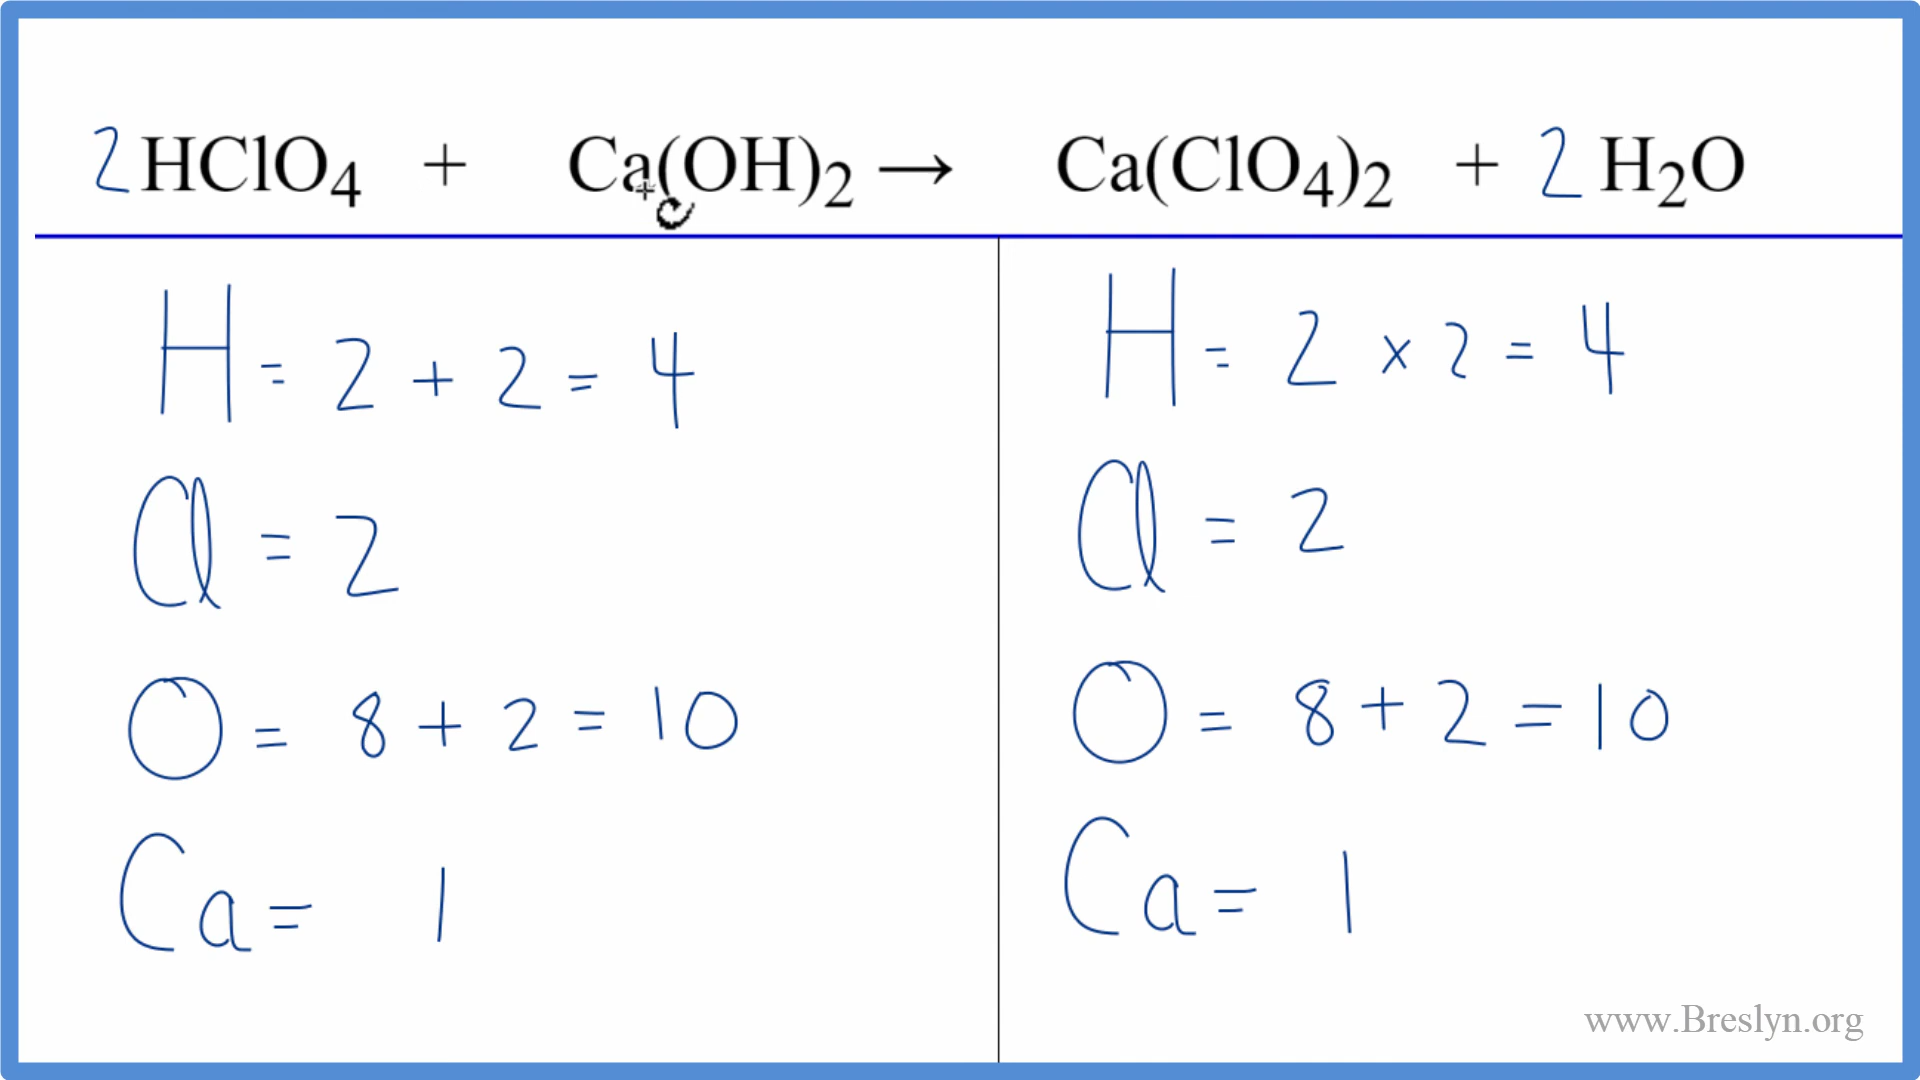 2 HClO₄ + Ca(OH)₂ → Ca(ClO₄)₂ + 2 H₂O
H = 2 + 2 = 4
Cl = 2
O = 8 + 2 = 10
Ca = 1
H = 2 x 2 = 4
Cl = 2
O = 8 + 2 = 10
Ca = 1
www.Breslyn.org